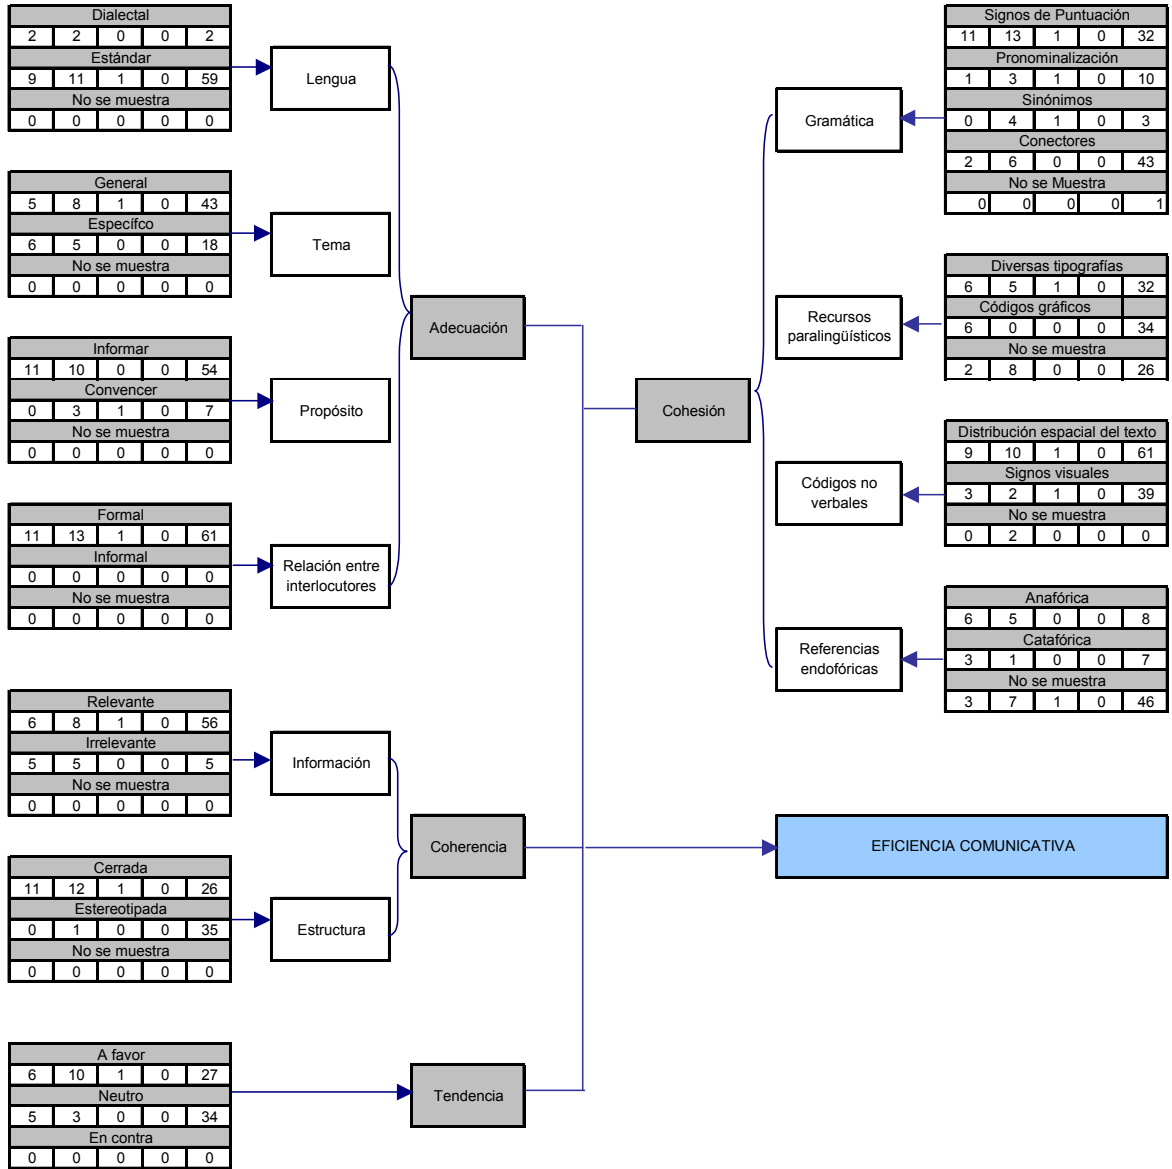 Dialectal
2 2 0 0 2
Estándar
9 11 1 0 59
No se muestra
0 0 0 0 0
Lengua
General
5 8 1 0 43
Específco
6 5 0 0 18
No se muestra
0 0 0 0 0
Tema
Informar
11 10 0 0 54
Convencer
0 3 1 0 7
No se muestra
0 0 0 0 0
Propósito
Formal
11 13 1 0 61
Informal
0 0 0 0 0
No se muestra
0 0 0 0 0
Relación entre
interlocutores
Adecuación
Relevante
6 8 1 0 56
Irrelevante
5 5 0 0 5
No se muestra
0 0 0 0 0
Información
Cerrada
11 12 1 0 26
Estereotipada
0 1 0 0 35
No se muestra
0 0 0 0 0
Estructura
Coherencia
A favor
6 10 1 0 27
Neutro
5 3 0 0 34
En contra
0 0 0 0 0
Tendencia
Cohesión
Gramática
Signos de Puntuación
11 13 1 0 32
Pronominalización
1 3 1 0 10
Sinónimos
0 4 1 0 3
Conectores
2 6 0 0 43
No se Muestra
0 0 0 0 1
Recursos
paralingüísticos
Diversas tipografías
6 5 1 0 32
Códigos gráficos
6 0 0 0 34
No se muestra
2 8 0 0 26
Códigos no
verbales
Distribución espacial del texto
9 10 1 0 61
Signos visuales
3 2 1 0 39
No se muestra
0 2 0 0 0
Referencias
endofóricas
Anafórica
6 5 0 0 8
Catafórica
3 1 0 0 7
No se muestra
3 7 1 0 46
EFICIENCIA COMUNICATIVA